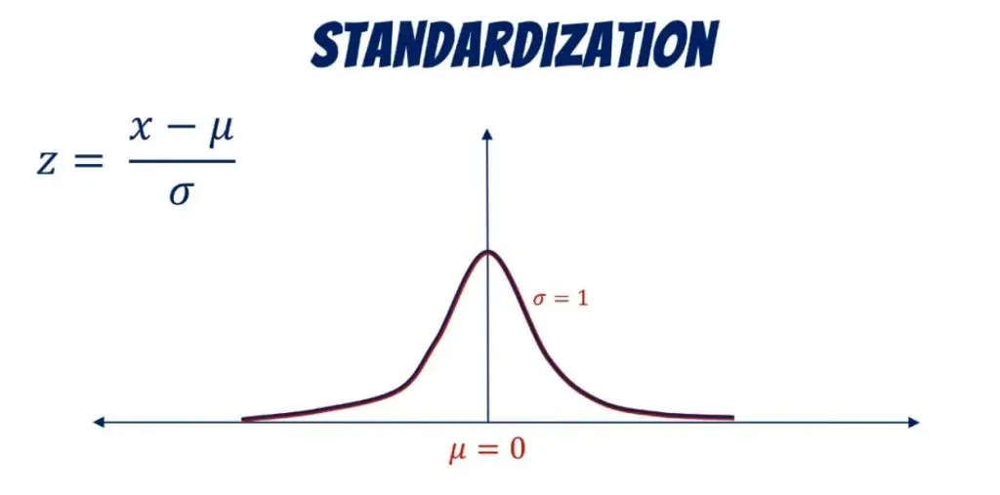 STANDARDIZATION
z = (x − μ) / σ
σ = 1
μ = 0